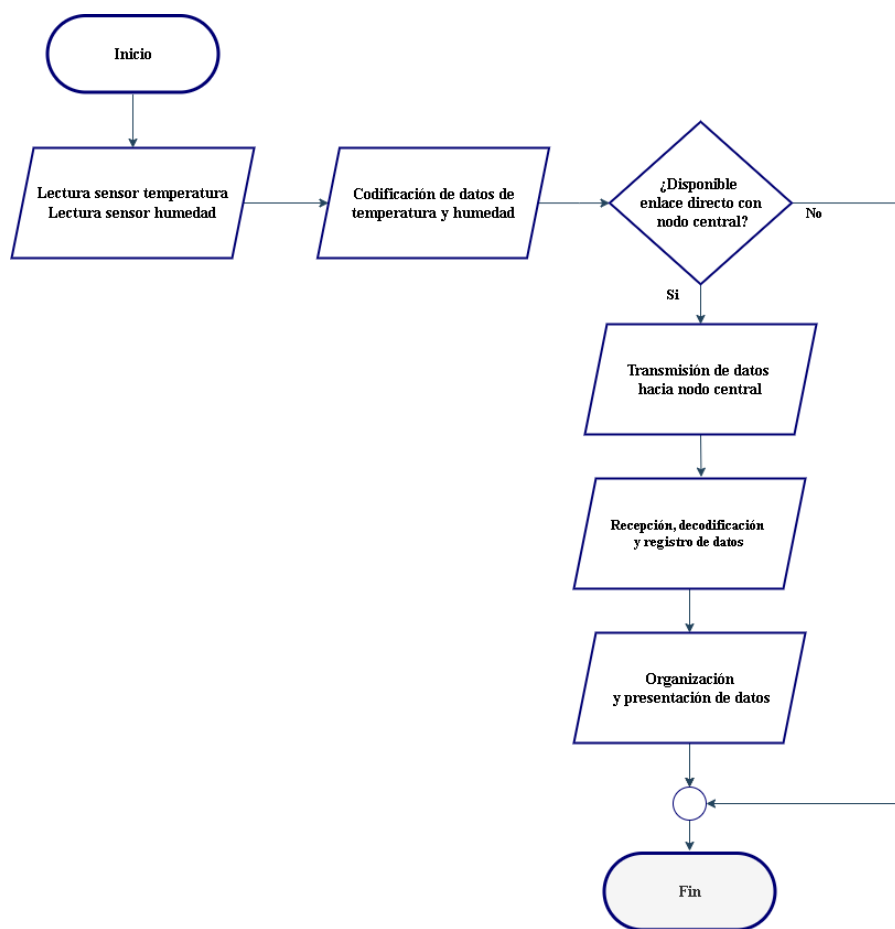 Inicio
Lectura sensor temperatura
Lectura sensor humedad
Codificación de datos de
temperatura y humedad
¿Disponible
enlace directo con
nodo central?
No
Si
Transmisión de datos
hacia nodo central
Recepción, decodificación
y registro de datos
Organización
y presentación de datos
Fin